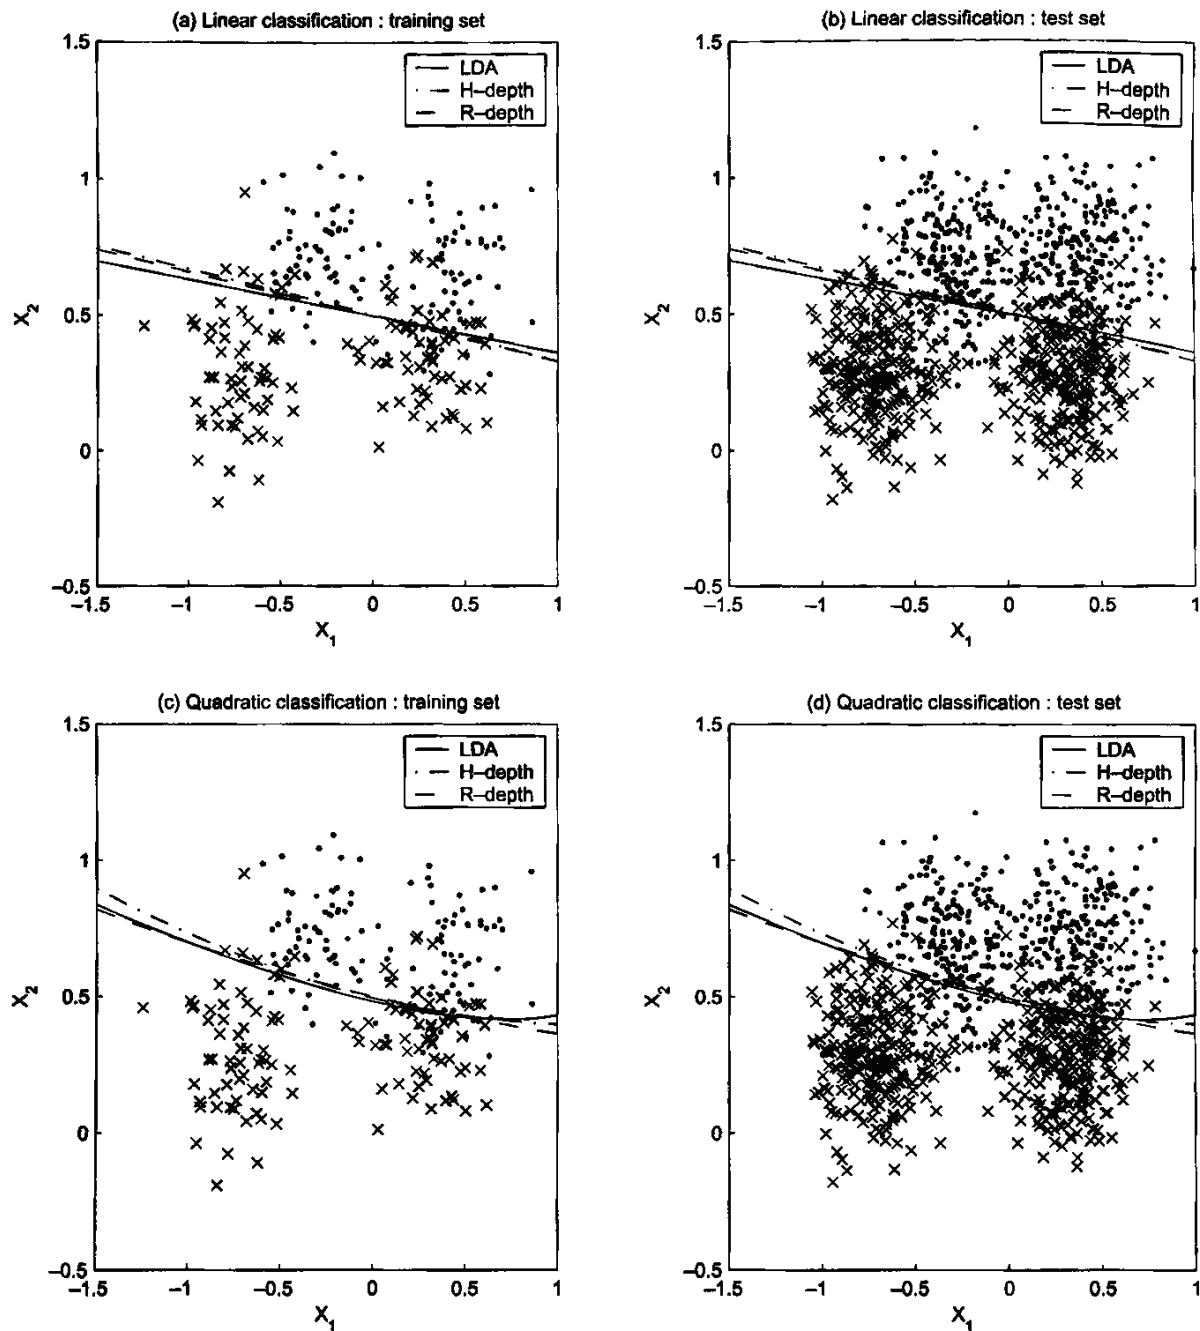 (a) Linear classification : training set
1.5
1
0.5
0
−0.5
−1.5
−1
−0.5
0
0.5
1
X2
X1
LDA
H−depth
R−depth
(b) Linear classification : test set
1.5
1
0.5
0
−0.5
−1.5
−1
−0.5
0
0.5
1
X2
X1
LDA
H−depth
R−depth
(c) Quadratic classification : training set
1.5
1
0.5
0
−0.5
−1.5
−1
−0.5
0
0.5
1
X2
X1
LDA
H−depth
R−depth
(d) Quadratic classification : test set
1.5
1
0.5
0
−0.5
−1.5
−1
−0.5
0
0.5
1
X2
X1
LDA
H−depth
R−depth